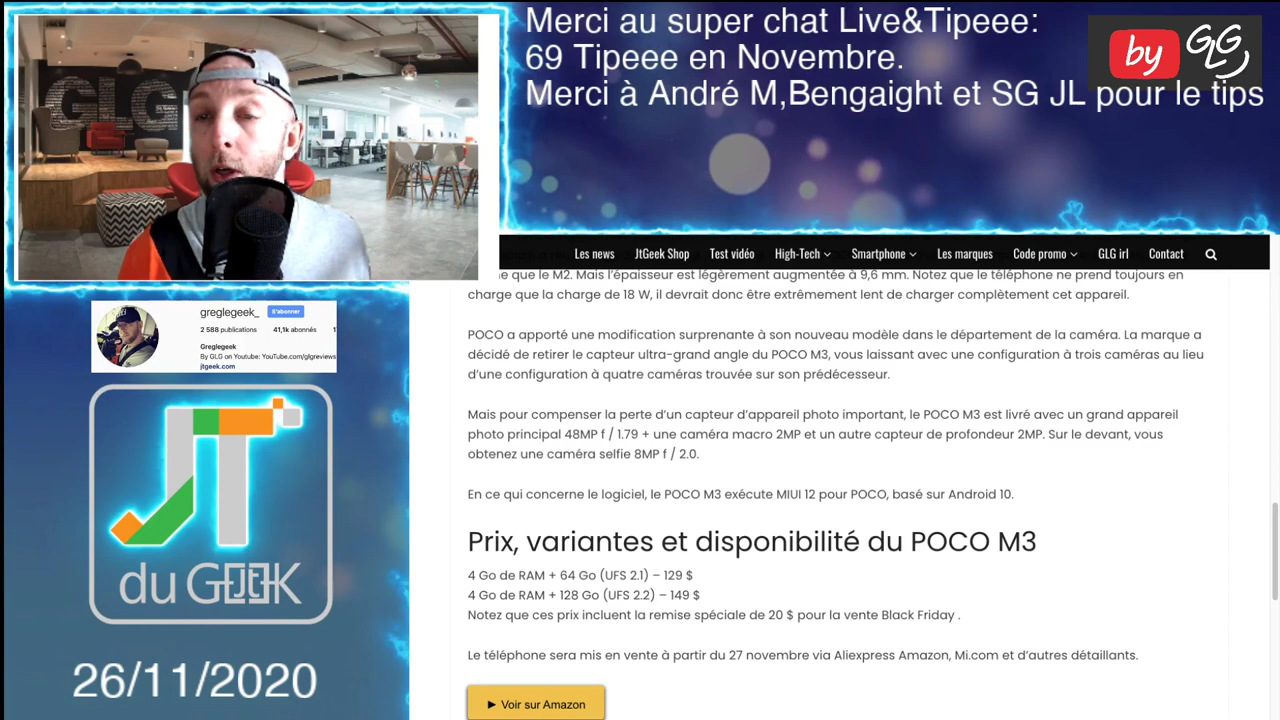 Merci au super chat Live&Tipeee:
69 Tipeee en Novembre.
Merci à André M,Bengaight et SG JL pour le tips
by GLG
GLG
Les news JtGeek Shop Test vidéo High-Tech Smartphone Les marques Code promo GLG irl Contact
que le M2. Mais l'épaisseur est légèrement augmentée à 9,6 mm. Notez que le téléphone ne prend toujours en
charge que la charge de 18 W, il devrait donc être extrêmement lent de charger complètement cet appareil.
POCO a apporté une modification surprenante à son nouveau modèle dans le département de la caméra. La marque a
décidé de retirer le capteur ultra-grand angle du POCO M3, vous laissant avec une configuration à trois caméras au lieu
d'une configuration à quatre caméras trouvée sur son prédécesseur.
Mais pour compenser la perte d'un capteur d'appareil photo important, le POCO M3 est livré avec un grand appareil
photo principal 48MP f / 1.79 + une caméra macro 2MP et un autre capteur de profondeur 2MP. Sur le devant, vous
obtenez une caméra selfie 8MP f / 2.0.
En ce qui concerne le logiciel, le POCO M3 exécute MIUI 12 pour POCO, basé sur Android 10.
Prix, variantes et disponibilité du POCO M3
4 Go de RAM + 64 Go (UFS 2.1) – 129 $
4 Go de RAM + 128 Go (UFS 2.2) – 149 $
Notez que ces prix incluent la remise spéciale de 20 $ pour la vente Black Friday .
Le téléphone sera mis en vente à partir du 27 novembre via Aliexpress Amazon, Mi.com et d'autres détaillants.
► Voir sur Amazon
greglegeek_ S'abonner
2 588 publications 41,1k abonnés 1
Greglegeek
By GLG on Youtube: YouTube.com/glgreviews
jtgeek.com
JT
du GEEK
26/11/2020